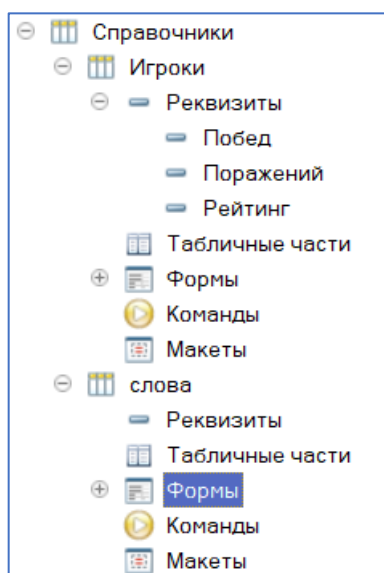 Справочники
Игроки
Реквизиты
Побед
Поражений
Рейтинг
Табличные части
Формы
Команды
Макеты
слова
Реквизиты
Табличные части
Формы
Команды
Макеты